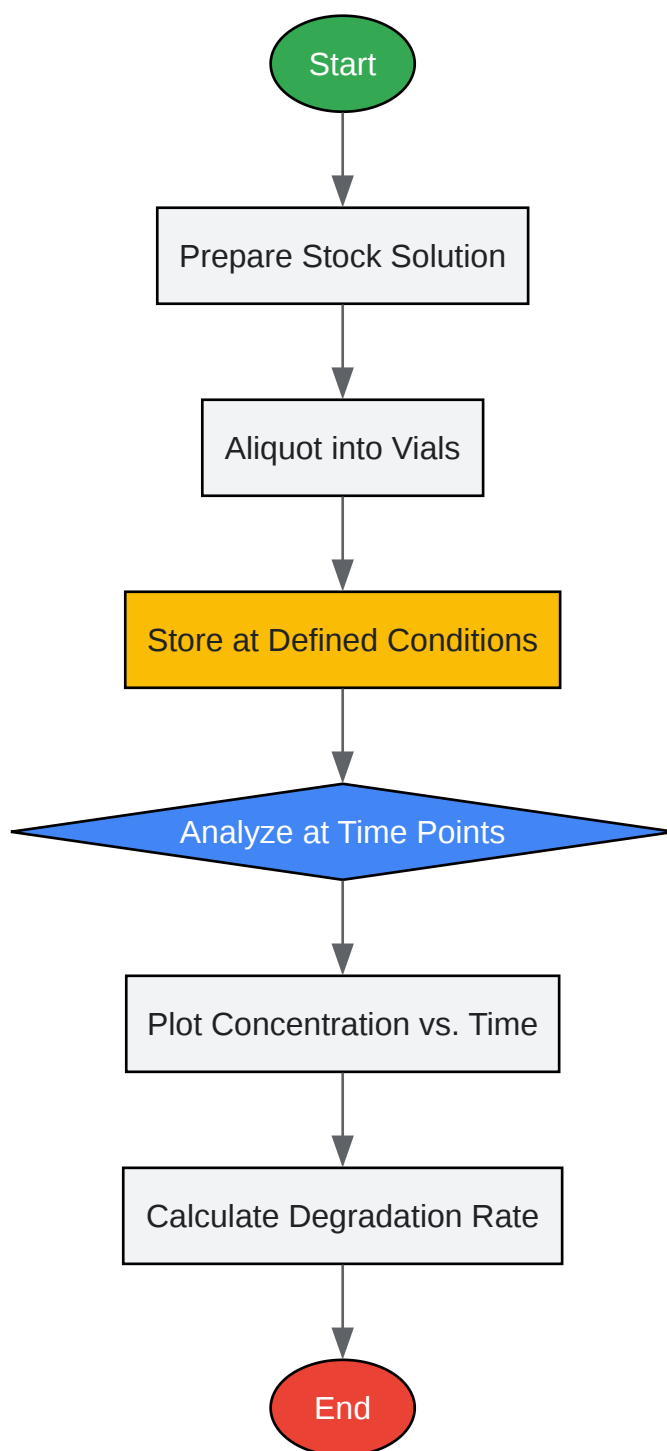 Start
Prepare Stock Solution
Aliquot into Vials
Store at Defined Conditions
Analyze at Time Points
Plot Concentration vs. Time
Calculate Degradation Rate
End